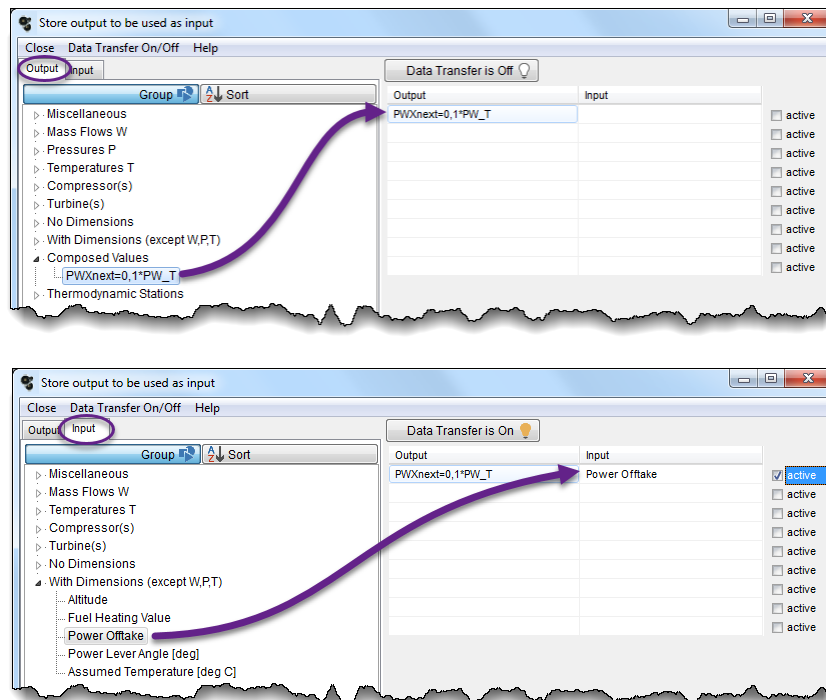 Store output to be used as input
Close Data Transfer On/Off Help
Output Input
Data Transfer is Off
Group A Z Sort
Output Input
Miscellaneous
PWXnext=0,1*PW_T
active
Mass Flows W
active
Pressures P
active
Temperatures T
active
Compressor(s)
active
Turbine(s)
active
No Dimensions
active
With Dimensions (except W,P,T)
active
Composed Values
active
PWXnext=0,1*PW_T
Thermodynamic Stations
Store output to be used as input
Close Data Transfer On/Off Help
Output Input
Data Transfer is On
Group A Z Sort
Output Input
Miscellaneous
PWXnext=0,1*PW_T Power Offtake
active
Mass Flows W
active
Temperatures T
active
Compressor(s)
active
Turbine(s)
active
No Dimensions
active
With Dimensions (except W,P,T)
active
Altitude
active
Fuel Heating Value
active
Power Offtake
Power Lever Angle [deg]
Assumed Temperature [deg C]